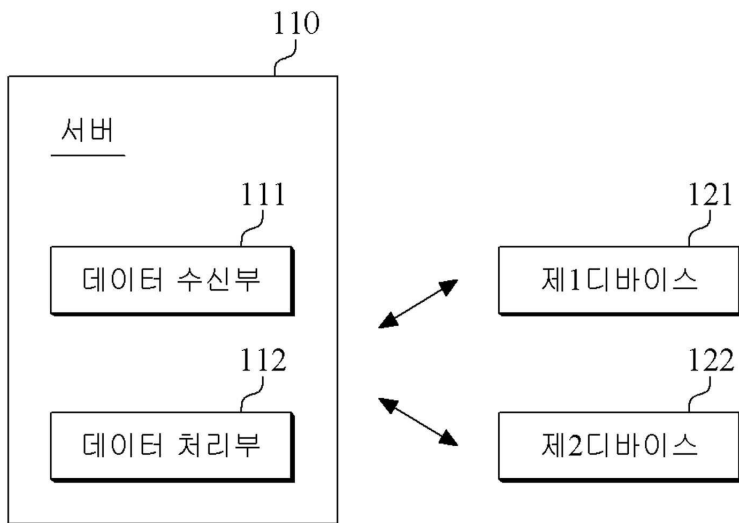 110
서버
111
데이터 수신부
121
제1디바이스
112
데이터 처리부
122
제2디바이스